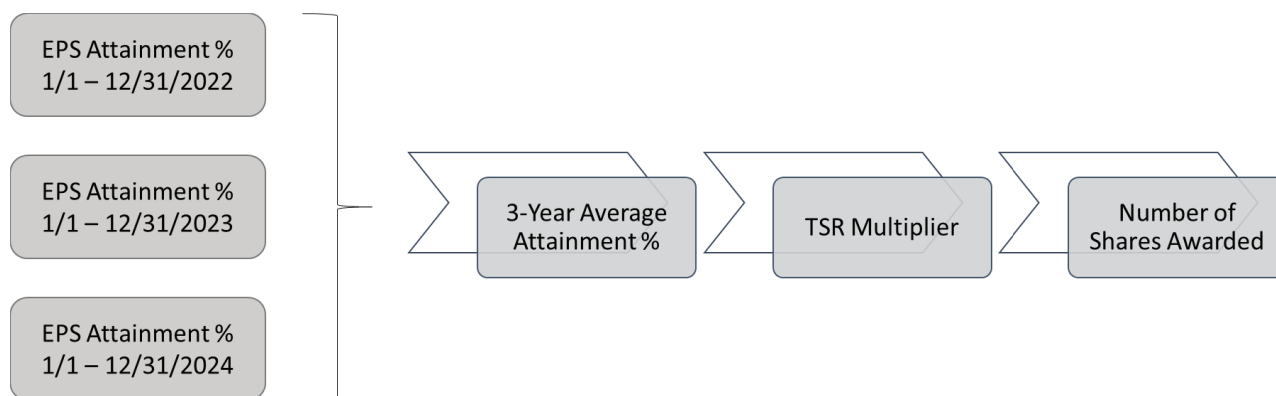 EPS Attainment %
1/1 – 12/31/2022
EPS Attainment %
1/1 – 12/31/2023
EPS Attainment %
1/1 – 12/31/2024
3-Year Average
Attainment %
TSR Multiplier
Number of
Shares Awarded